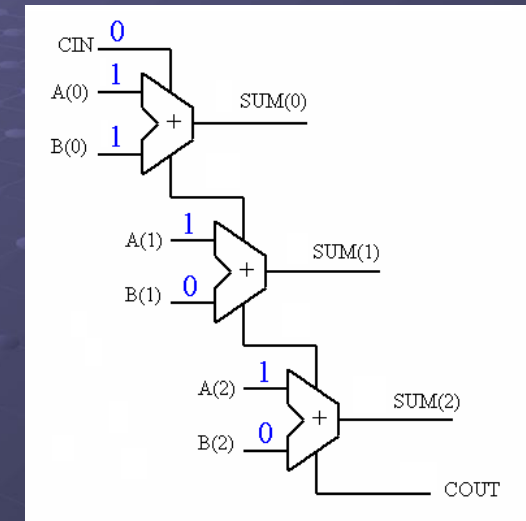 CIN 0
A(0) 1
SUM(0)
+
B(0) 1
A(1) 1
SUM(1)
+
B(1) 0
A(2) 1
SUM(2)
+
B(2) 0
COUT